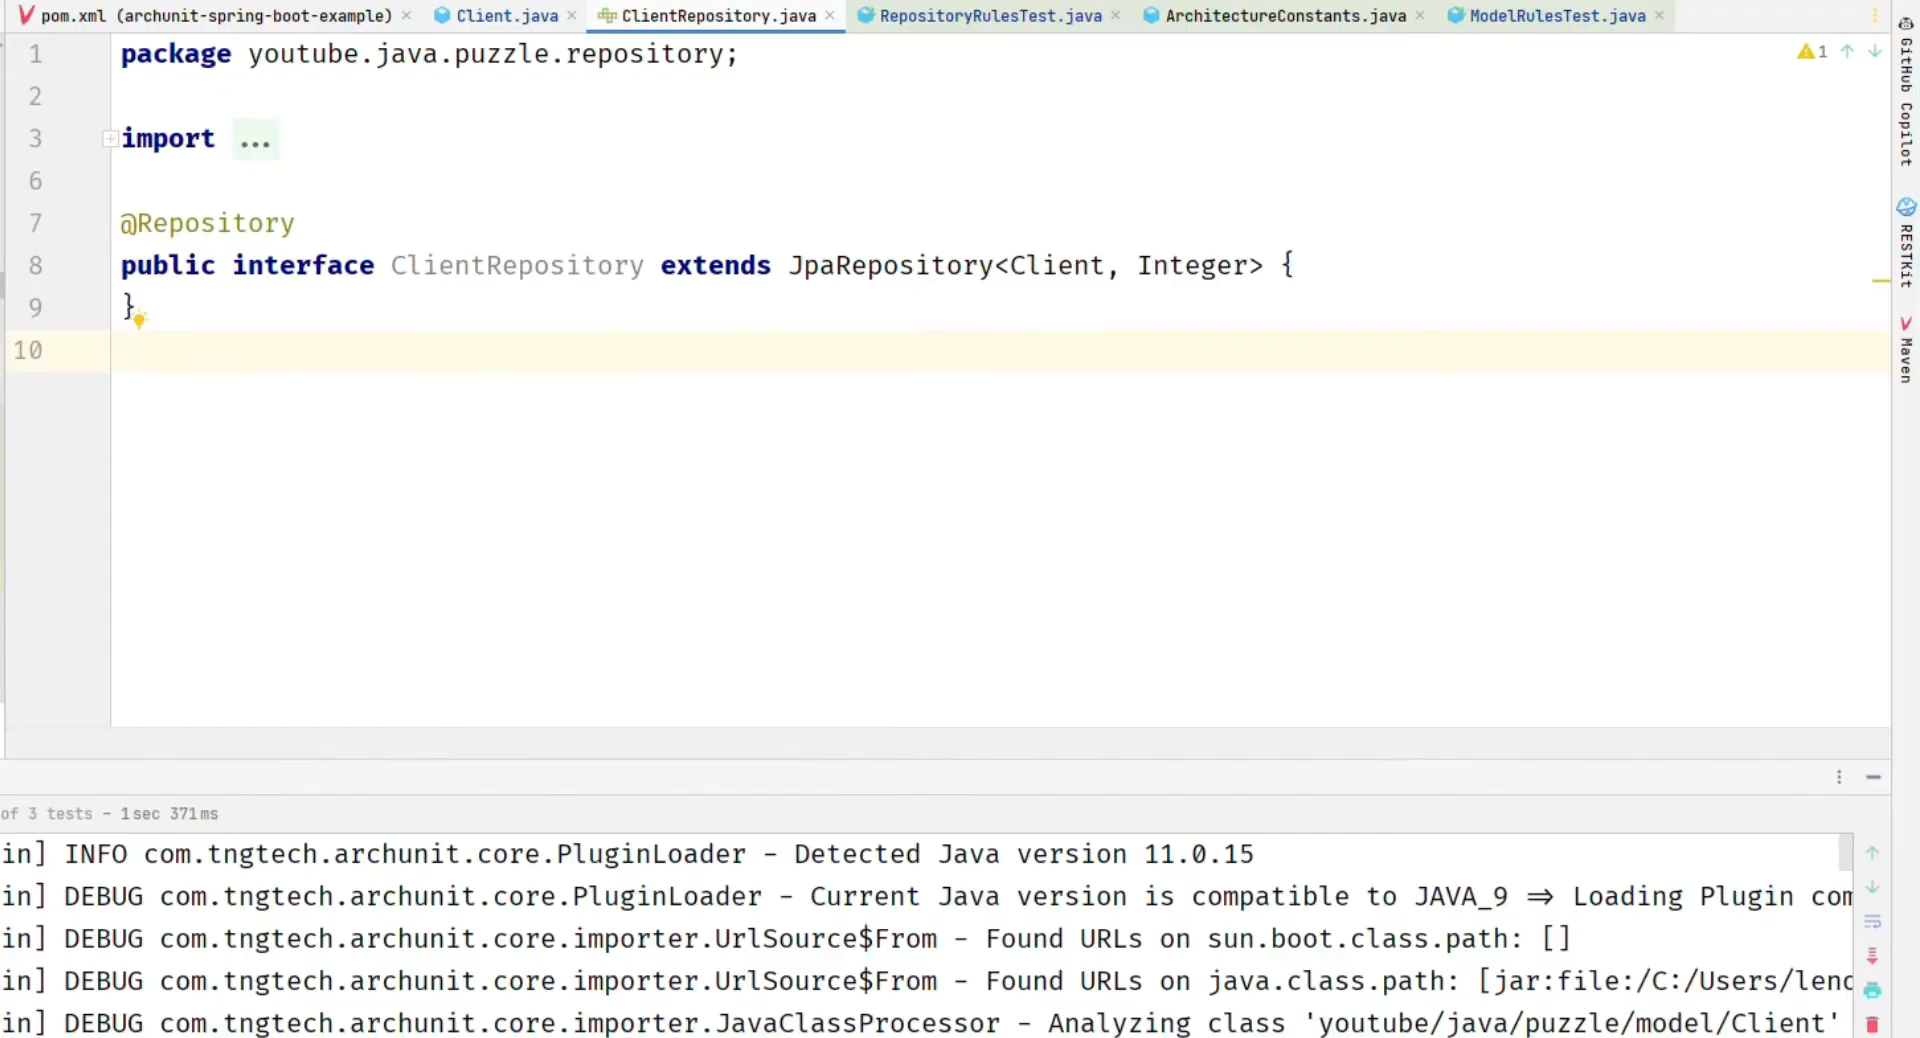 pom.xml (archunit-spring-boot-example) Client.java ClientRepository.java RepositoryRulesTest.java ArchitectureConstants.java ModelRulesTest.java
1 package youtube.java.puzzle.repository;
2
3 import ...
6
7 @Repository
8 public interface ClientRepository extends JpaRepository<Client, Integer> {
9 }
10
1
GitHub Copilot
RESTKit
Maven
of 3 tests – 1 sec 371 ms
in] INFO com.tngtech.archunit.core.PluginLoader - Detected Java version 11.0.15
in] DEBUG com.tngtech.archunit.core.PluginLoader - Current Java version is compatible to JAVA_9 => Loading Plugin com
in] DEBUG com.tngtech.archunit.core.importer.UrlSource$From - Found URLs on sun.boot.class.path: []
in] DEBUG com.tngtech.archunit.core.importer.UrlSource$From - Found URLs on java.class.path: [jar:file:/C:/Users/leno
in] DEBUG com.tngtech.archunit.core.importer.JavaClassProcessor - Analyzing class 'youtube/java/puzzle/model/Client'